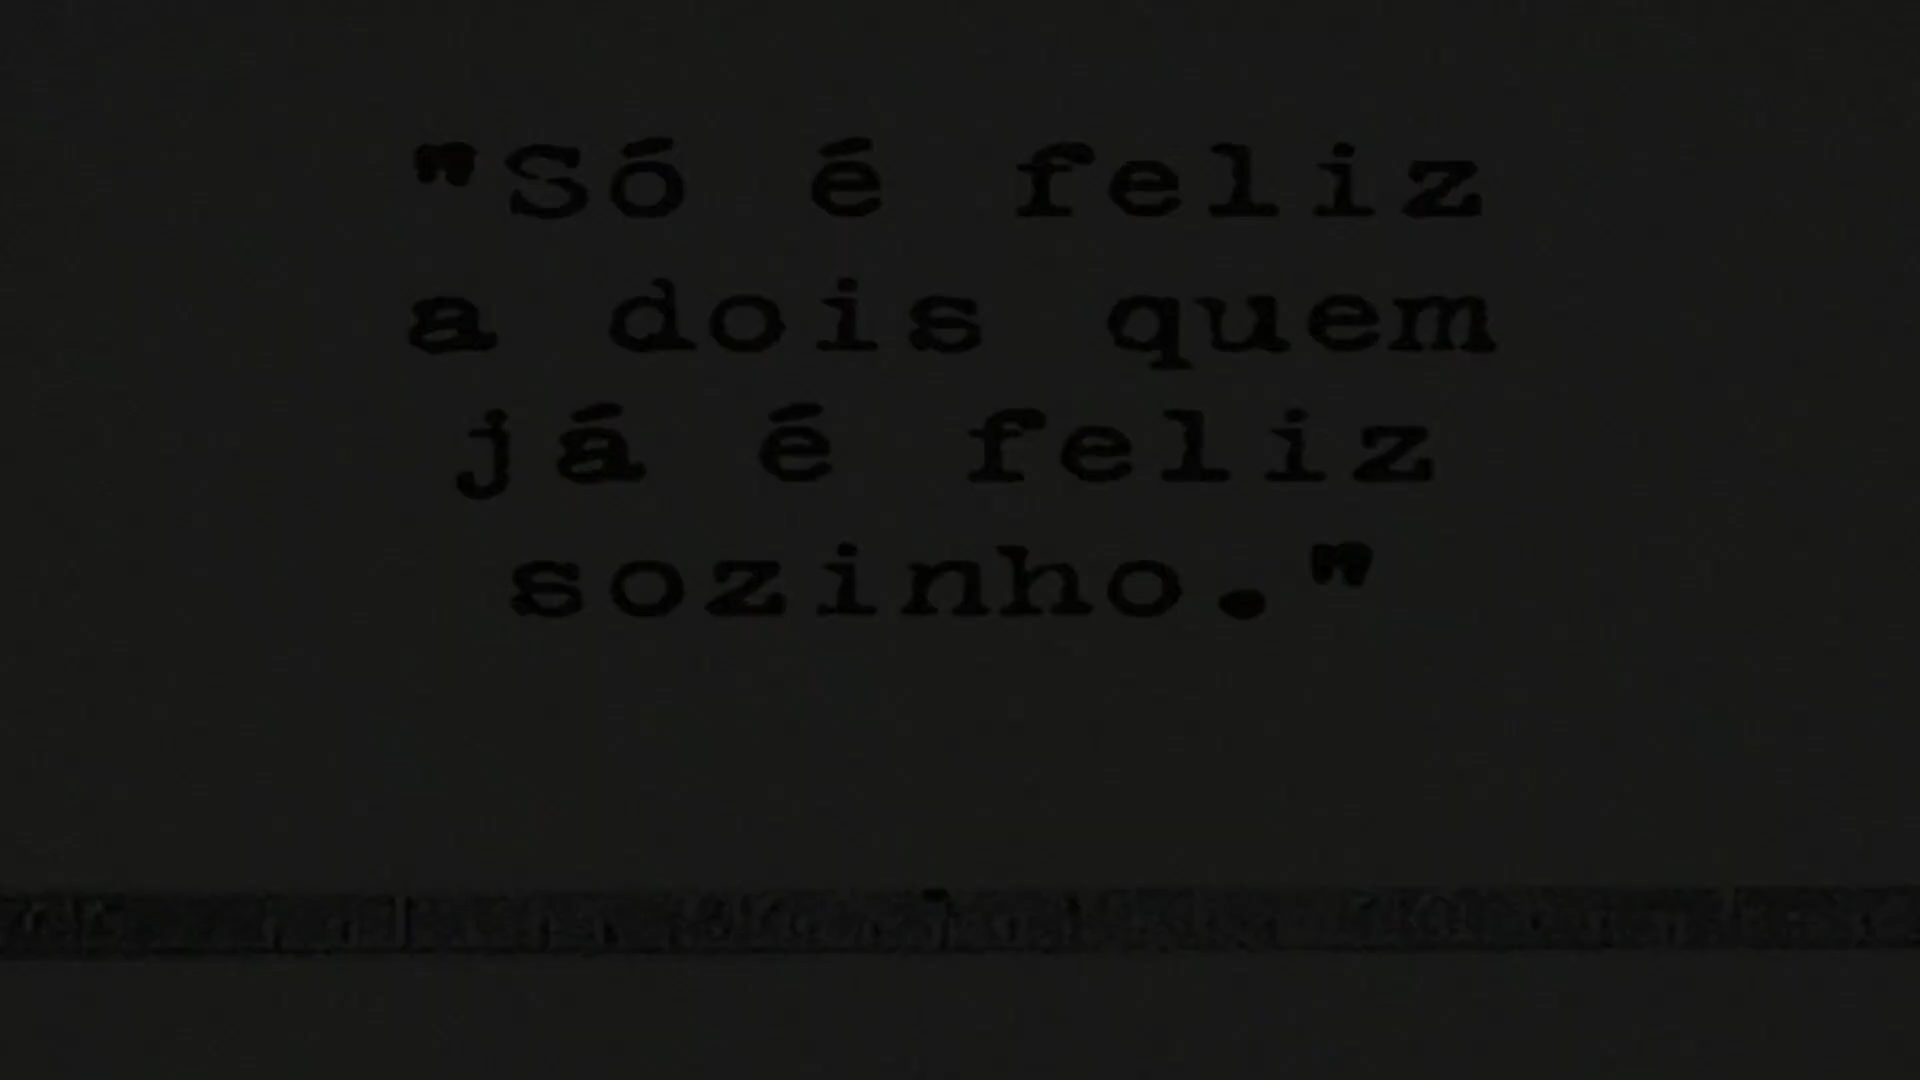 "Só é feliz
a dois quem
já é feliz
sozinho."